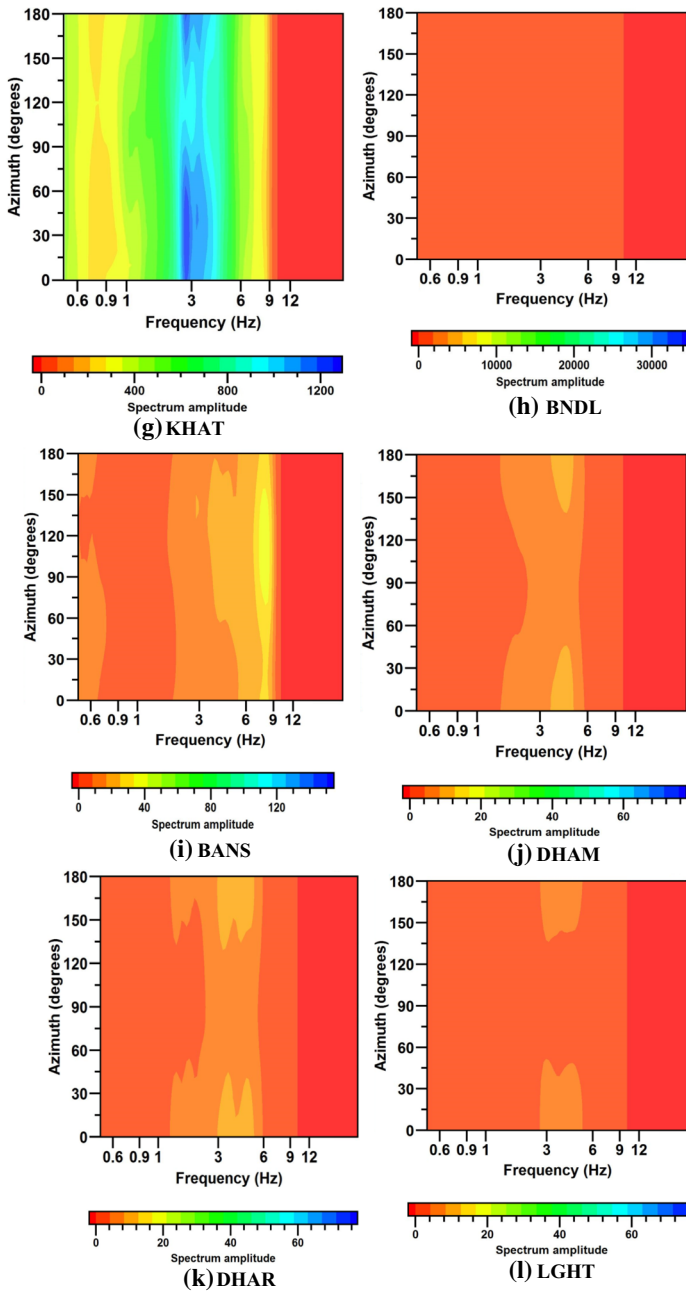 180
150
120
90
60
30
0
Azimuth (degrees)
0.6 0.9 1 3 6 9 12
Frequency (Hz)
0 400 800 1200
Spectrum amplitude
(g) KHAT
180
150
120
90
60
30
0
Azimuth (degrees)
0.6 0.9 1 3 6 9 12
Frequency (Hz)
0 10000 20000 30000
Spectrum amplitude
(h) BNDL
180
150
120
90
60
30
0
Azimuth (degrees)
0.6 0.9 1 3 6 9 12
Frequency (Hz)
0 40 80 120
Spectrum amplitude
(i) BANS
180
150
120
90
60
30
0
Azimuth (degrees)
0.6 0.9 1 3 6 9 12
Frequency (Hz)
0 20 40 60
Spectrum amplitude
(j) DHAM
180
150
120
90
60
30
0
Azimuth (degrees)
0.6 0.9 1 3 6 9 12
Frequency (Hz)
0 20 40 60
Spectrum amplitude
(k) DHAR
180
150
120
90
60
30
0
Azimuth (degrees)
0.6 0.9 1 3 6 9 12
Frequency (Hz)
0 20 40 60
Spectrum amplitude
(l) LGHT